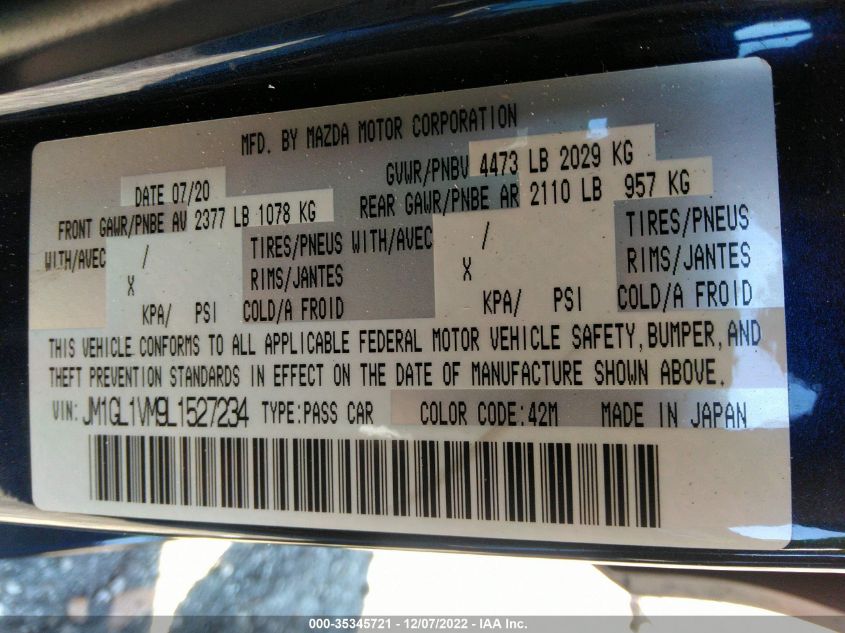 MFD. BY MAZDA MOTOR CORPORATION
DATE 07/20 GVWR/PNBV 4473 LB 2029 KG
FRONT GAWR/PNBE AV 2377 LB 1078 KG REAR GAWR/PNBE AR 2110 LB 957 KG
WITH/AVEC / TIRES/PNEUS WITH/AVEC / TIRES/PNEUS
X RIMS/JANTES X RIMS/JANTES
KPA/ PSI COLD/A FROID KPA/ PSI COLD/A FROID
THIS VEHICLE CONFORMS TO ALL APPLICABLE FEDERAL MOTOR VEHICLE SAFETY, BUMPER, AND
THEFT PREVENTION STANDARDS IN EFFECT ON THE DATE OF MANUFACTURE SHOWN ABOVE.
VIN: JM1GL1VM9L1527234 TYPE:PASS CAR COLOR CODE:42M MADE IN JAPAN
000-35345721 - 12/07/2022 - IAA Inc.